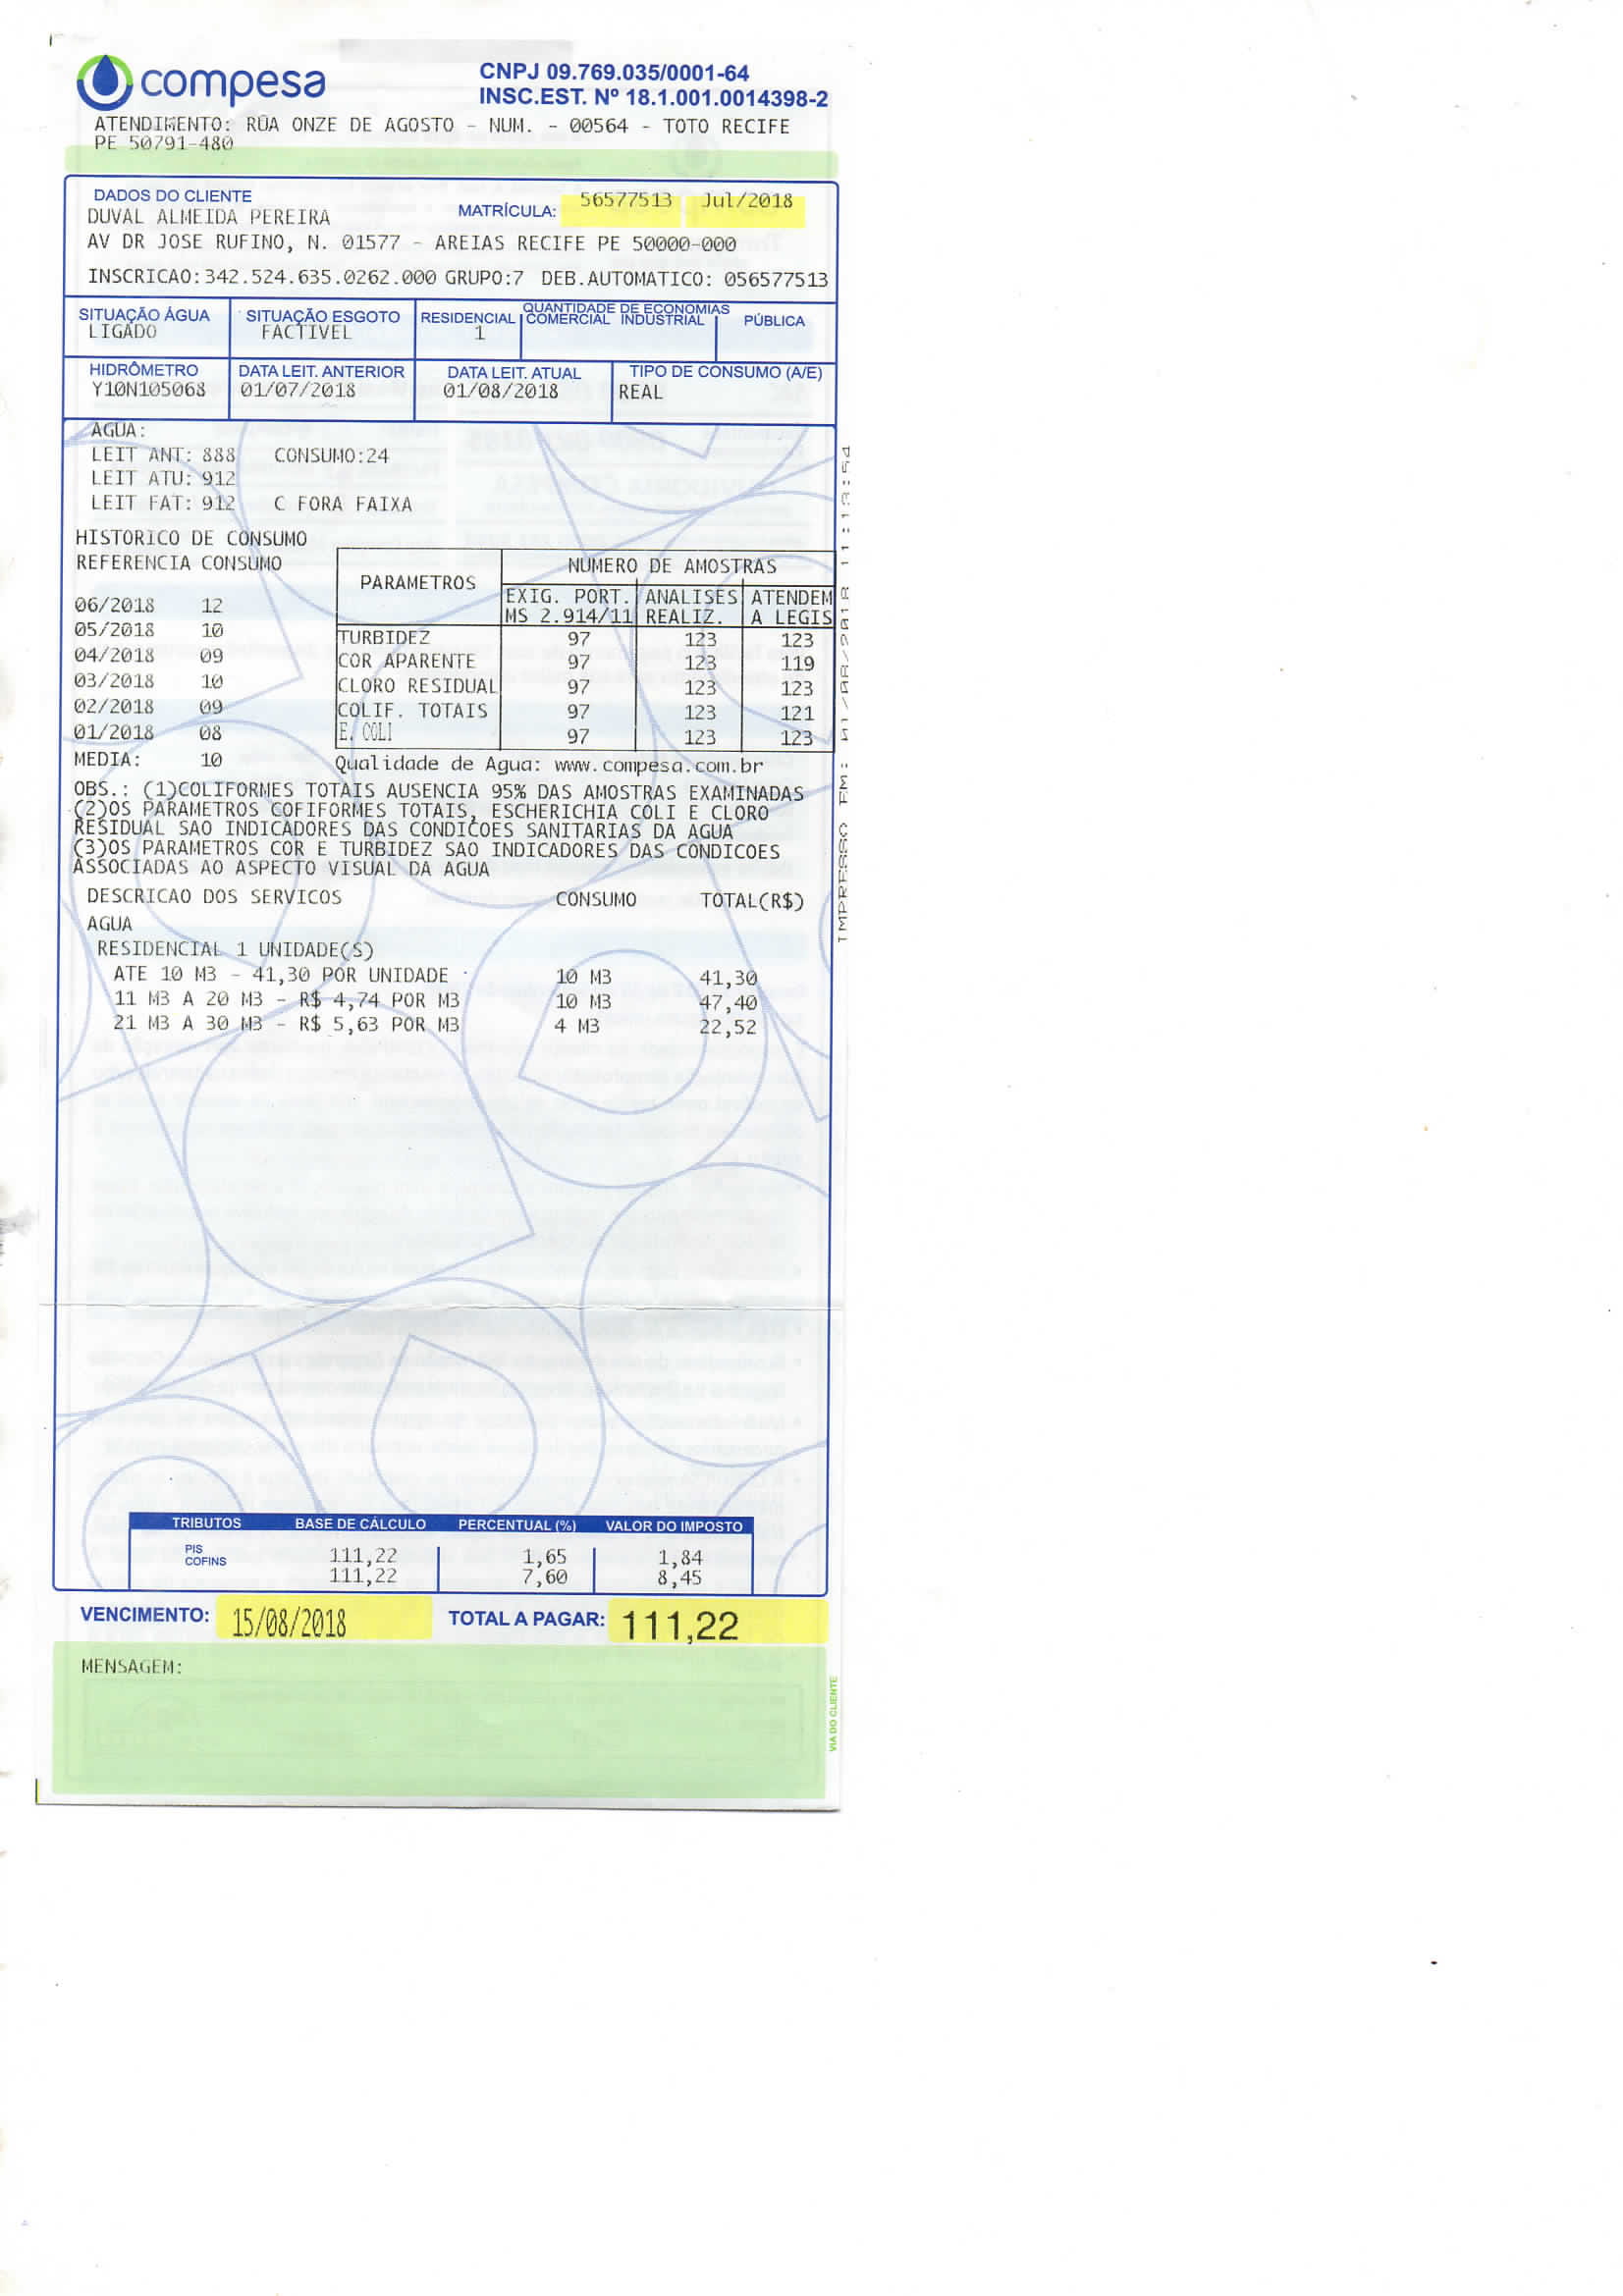 compesa
CNPJ 09.769.035/0001-64
INSC.EST. Nº 18.1.001.0014398-2
ATENDIMENTO: RUA ONZE DE AGOSTO - NUM. - 00564 - TOTO RECIFE
PE 50791-480
DADOS DO CLIENTE
DUVAL ALMEIDA PEREIRA
MATRÍCULA: 56577513 Jul/2018
AV DR JOSE RUFINO, N. 01577 - AREIAS RECIFE PE 50000-000
INSCRICAO:342.524.635.0262.000 GRUPO:7 DEB.AUTOMATICO: 056577513
SITUAÇÃO ÁGUA SITUAÇÃO ESGOTO RESIDENCIAL QUANTIDADE DE ECONOMIAS COMERCIAL INDUSTRIAL PÚBLICA
LIGADO FACTIVEL 1
HIDRÔMETRO DATA LEIT. ANTERIOR DATA LEIT. ATUAL TIPO DE CONSUMO (A/E)
Y10N105068 01/07/2018 01/08/2018 REAL
AGUA:
LEIT ANT: 888 CONSUMO:24
LEIT ATU: 912
LEIT FAT: 912 C FORA FAIXA
HISTORICO DE CONSUMO
REFERENCIA CONSUMO
06/2018 12
05/2018 10
04/2018 09
03/2018 10
02/2018 09
01/2018 08
MEDIA: 10
PARAMETROS NUMERO DE AMOSTRAS
EXIG. PORT. ANALISES ATENDEM
MS 2.914/11 REALIZ. A LEGIS
TURBIDEZ 97 123 123
COR APARENTE 97 123 119
CLORO RESIDUAL 97 123 123
COLIF. TOTAIS 97 123 121
E. COLI 97 123 123
Qualidade de Agua: www.compesa.com.br
OBS.: (1)COLIFORMES TOTAIS AUSENCIA 95% DAS AMOSTRAS EXAMINADAS
(2)OS PARAMETROS COFIFORMES TOTAIS, ESCHERICHIA COLI E CLORO
RESIDUAL SAO INDICADORES DAS CONDICOES SANITARIAS DA AGUA
(3)OS PARAMETROS COR E TURBIDEZ SAO INDICADORES DAS CONDICOES
ASSOCIADAS AO ASPECTO VISUAL DA AGUA
DESCRICAO DOS SERVICOS CONSUMO TOTAL(R$)
AGUA
RESIDENCIAL 1 UNIDADE(S)
ATE 10 M3 - 41,30 POR UNIDADE 10 M3 41,30
11 M3 A 20 M3 - R$ 4,74 POR M3 10 M3 47,40
21 M3 A 30 M3 - R$ 5,63 POR M3 4 M3 22,52
TRIBUTOS BASE DE CÁLCULO PERCENTUAL (%) VALOR DO IMPOSTO
PIS 111,22 1,65 1,84
COFINS 111,22 7,60 8,45
VENCIMENTO: 15/08/2018 TOTAL A PAGAR: 111,22
MENSAGEM:
VIA DO CLIENTE